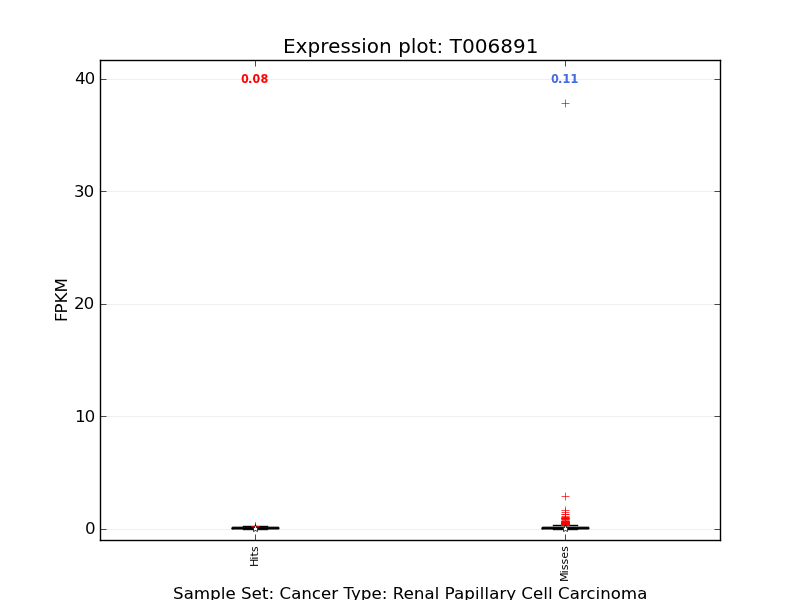 Expression plot: T006891
40
0.08
0.11
30
FPKM
20
10
0
Hits
Misses
Sample Set: Cancer Type: Renal Papillary Cell Carcinoma